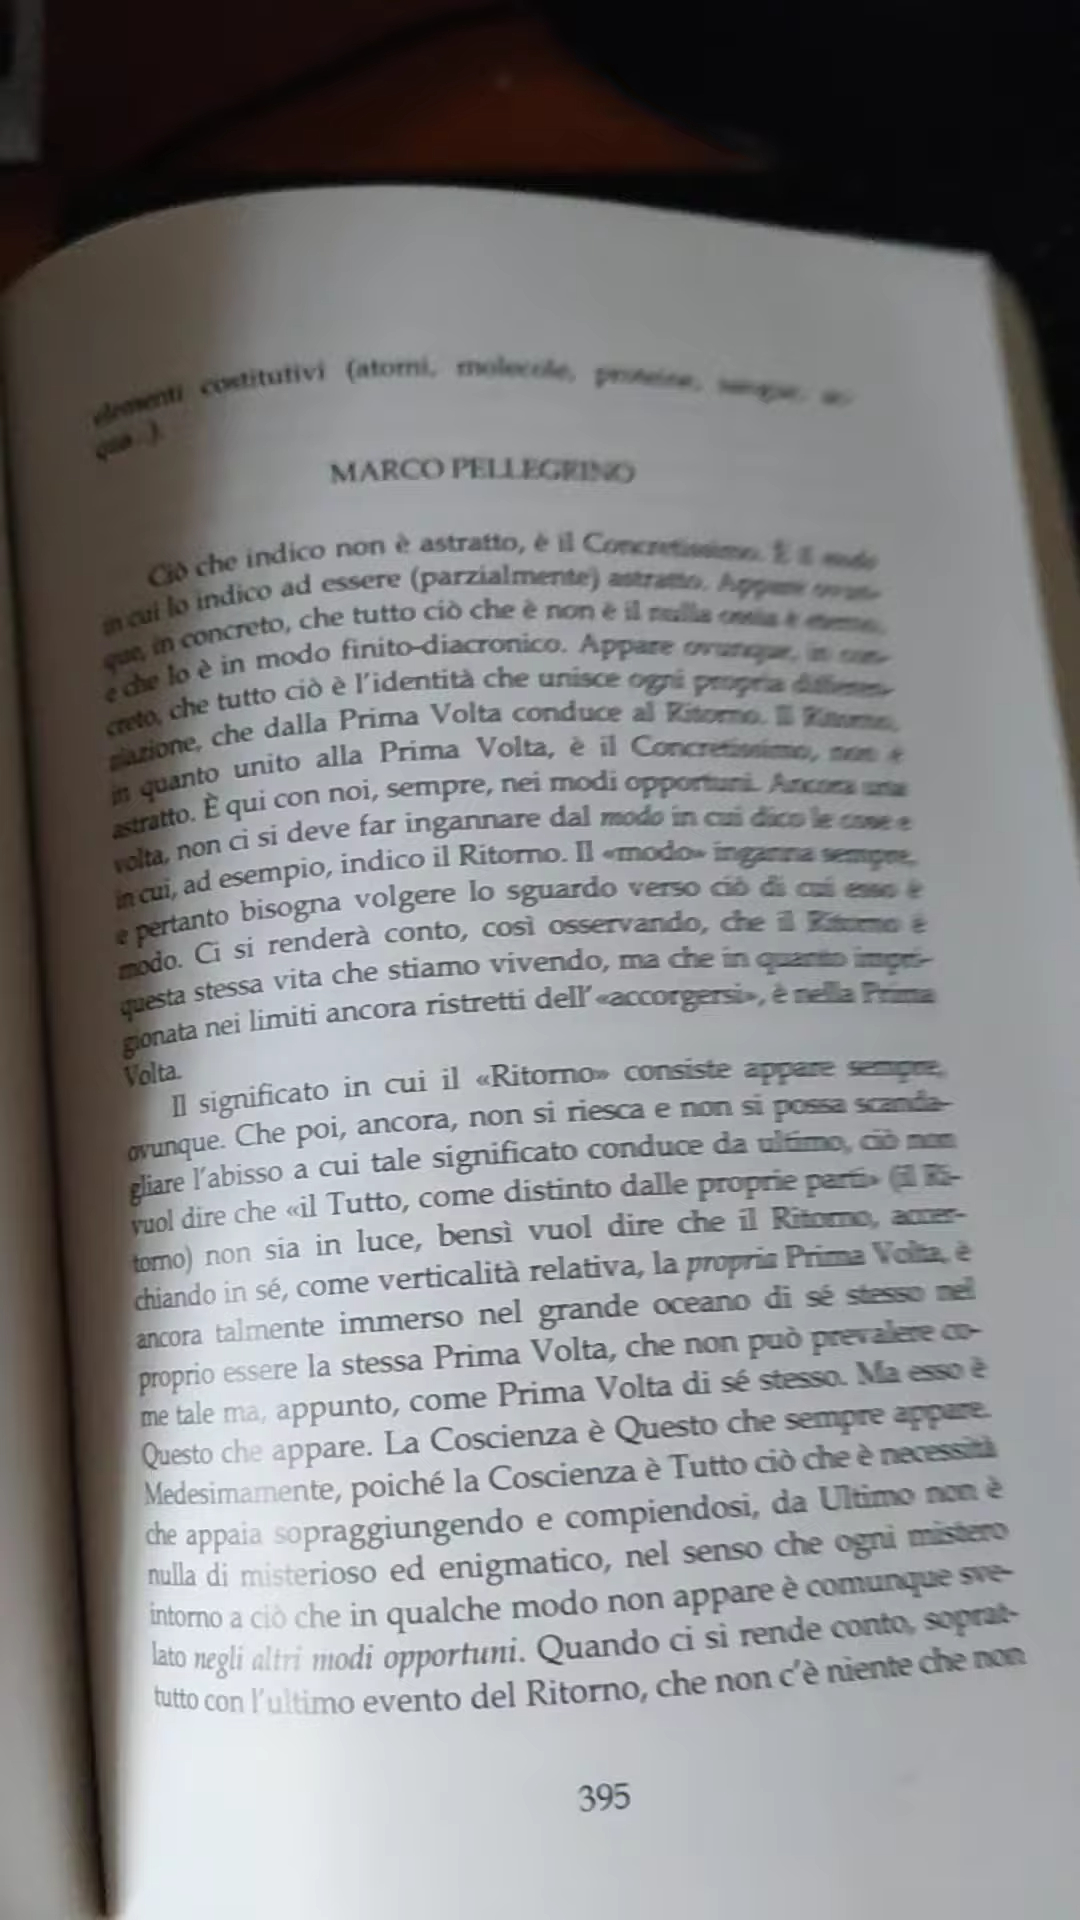 elementi costitutivi (atomi, molecole, proteine, sangue, ac-
qua...).
MARCO PELLEGRINO
Ciò che indico non è astratto, è il Concretissimo. È il modo
in cui lo indico ad essere (parzialmente) astratto. Appare ovun-
que, in concreto, che tutto ciò che è non è il nulla ossia è eterno,
e che lo è in modo finito-diacronico. Appare ovunque, in con-
creto, che tutto ciò è l'identità che unisce ogni propria differen-
ziazione, che dalla Prima Volta conduce al Ritorno. Il Ritorno,
in quanto unito alla Prima Volta, è il Concretissimo, non è
astratto. È qui con noi, sempre, nei modi opportuni. Ancora una
volta, non ci si deve far ingannare dal modo in cui dico le cose e
in cui, ad esempio, indico il Ritorno. Il «modo» inganna sempre,
e pertanto bisogna volgere lo sguardo verso ciò di cui esso è
modo. Ci si renderà conto, così osservando, che il Ritorno è
questa stessa vita che stiamo vivendo, ma che in quanto impri-
gionata nei limiti ancora ristretti dell'«accorgersi», è nella Prima
Volta.
Il significato in cui il «Ritorno» consiste appare sempre,
ovunque. Che poi, ancora, non si riesca e non si possa scanda-
gliare l'abisso a cui tale significato conduce da ultimo, ciò non
vuol dire che «il Tutto, come distinto dalle proprie parti» (il Ri-
torno) non sia in luce, bensì vuol dire che il Ritorno, accer-
chiando in sé, come verticalità relativa, la propria Prima Volta, è
ancora talmente immerso nel grande oceano di sé stesso nel
proprio essere la stessa Prima Volta, che non può prevalere co-
me tale ma, appunto, come Prima Volta di sé stesso. Ma esso è
Questo che appare. La Coscienza è Questo che sempre appare.
Medesimamente, poiché la Coscienza è Tutto ciò che è necessità
che appaia sopraggiungendo e compiendosi, da Ultimo non è
nulla di misterioso ed enigmatico, nel senso che ogni mistero
intorno a ciò che in qualche modo non appare è comunque sve-
lato negli altri modi opportuni. Quando ci si rende conto, soprat-
tutto con l'ultimo evento del Ritorno, che non c'è niente che non
395